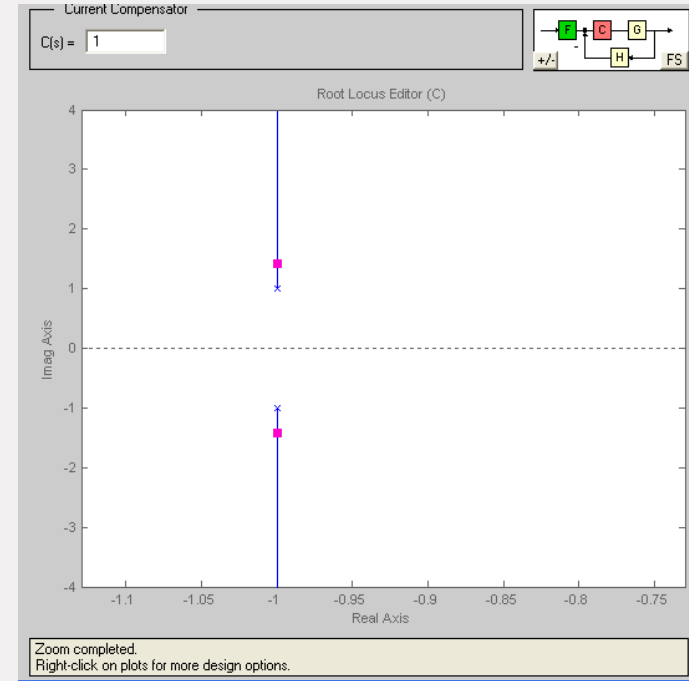 Current Compensator
C(s) = 1
F C G
H
-
+/- FS
Root Locus Editor (C)
4
3
2
1
0
-1
-2
-3
-4
Imag Axis
-1.1 -1.05 -1 -0.95 -0.9 -0.85 -0.8 -0.75
Real Axis
Zoom completed.
Right-click on plots for more design options.